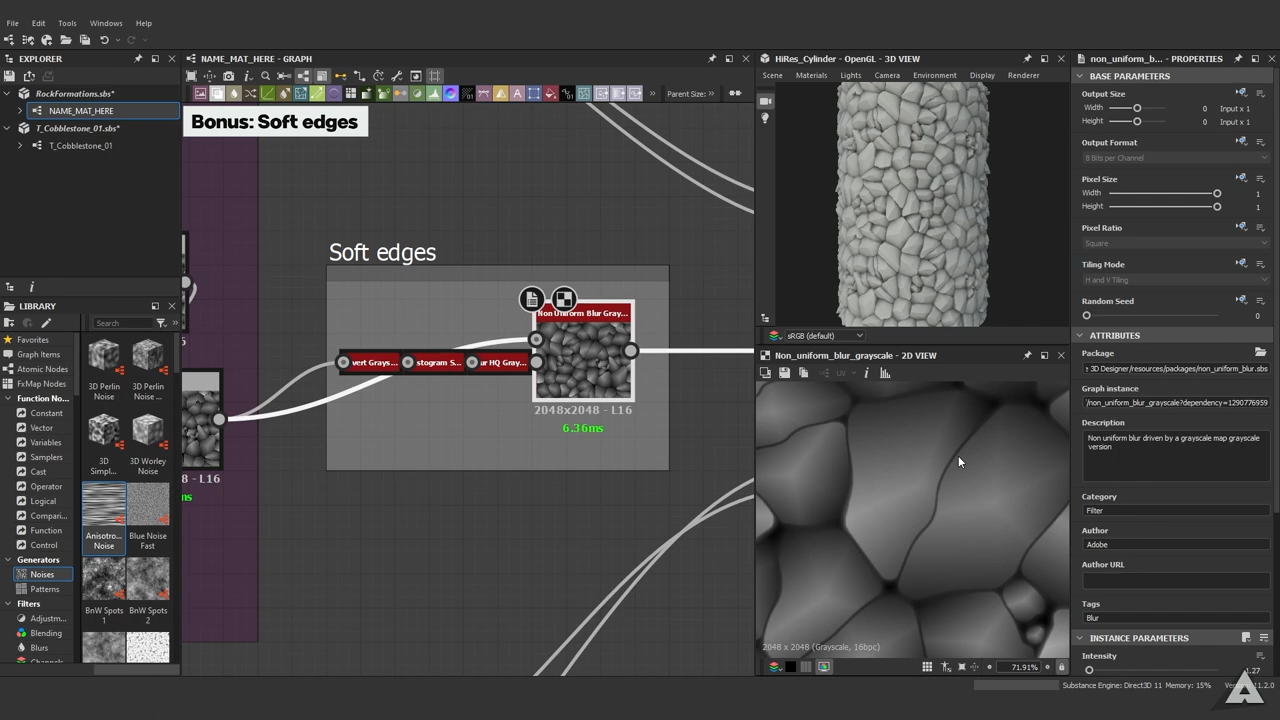 File Edit Tools Windows Help
EXPLORER
RockFormations.sbs*
NAME_MAT_HERE
T_Cobblestone_01.sbs*
T_Cobblestone_01
LIBRARY
Search
Favorites
Graph Items
Atomic Nodes
FxMap Nodes
Function No...
Constant
Vector
Variables
Samplers
Cast
Operator
Logical
Compari...
Function
Control
Generators
Noises
Patterns
Filters
Adjustm...
Blending
Blurs
3D Perlin Noise
3D Perlin Noise
3D Simpl...
3D Worley Noise
Anisotro... Noise
Blue Noise Fast
BnW Spots 1
BnW Spots 2
NAME_MAT_HERE - GRAPH
Parent Size:
Bonus: Soft edges
Soft edges
Non Uniform Blur Gray...
vert Grays...
stogram S...
ur HQ Gray...
2048x2048 - L16
6.36ms
8 - L16
ms
HiRes_Cylinder - OpenGL - 3D VIEW
Scene Materials Lights Camera Environment Display Renderer
sRGB (default)
Non_uniform_blur_grayscale - 2D VIEW
UV
2048 x 2048 (Grayscale, 16bpc)
71.91%
non_uniform_b... - PROPERTIES
BASE PARAMETERS
Output Size
Width 0 Input x 1
Height 0 Input x 1
Output Format
8 Bits per Channel
Pixel Size
Width 1
Height 1
Pixel Ratio
Square
Tiling Mode
H and V Tiling
Random Seed
0
ATTRIBUTES
Package
e 3D Designer/resources/packages/non_uniform_blur.sbs
Graph instance
'/non_uniform_blur_grayscale?dependency=1290776959
Description
Non uniform blur driven by a grayscale map grayscale
version
Category
Filter
Author
Adobe
Author URL
Tags
Blur
INSTANCE PARAMETERS
Intensity
1.27
Substance Engine: Direct3D 11 Memory: 15%